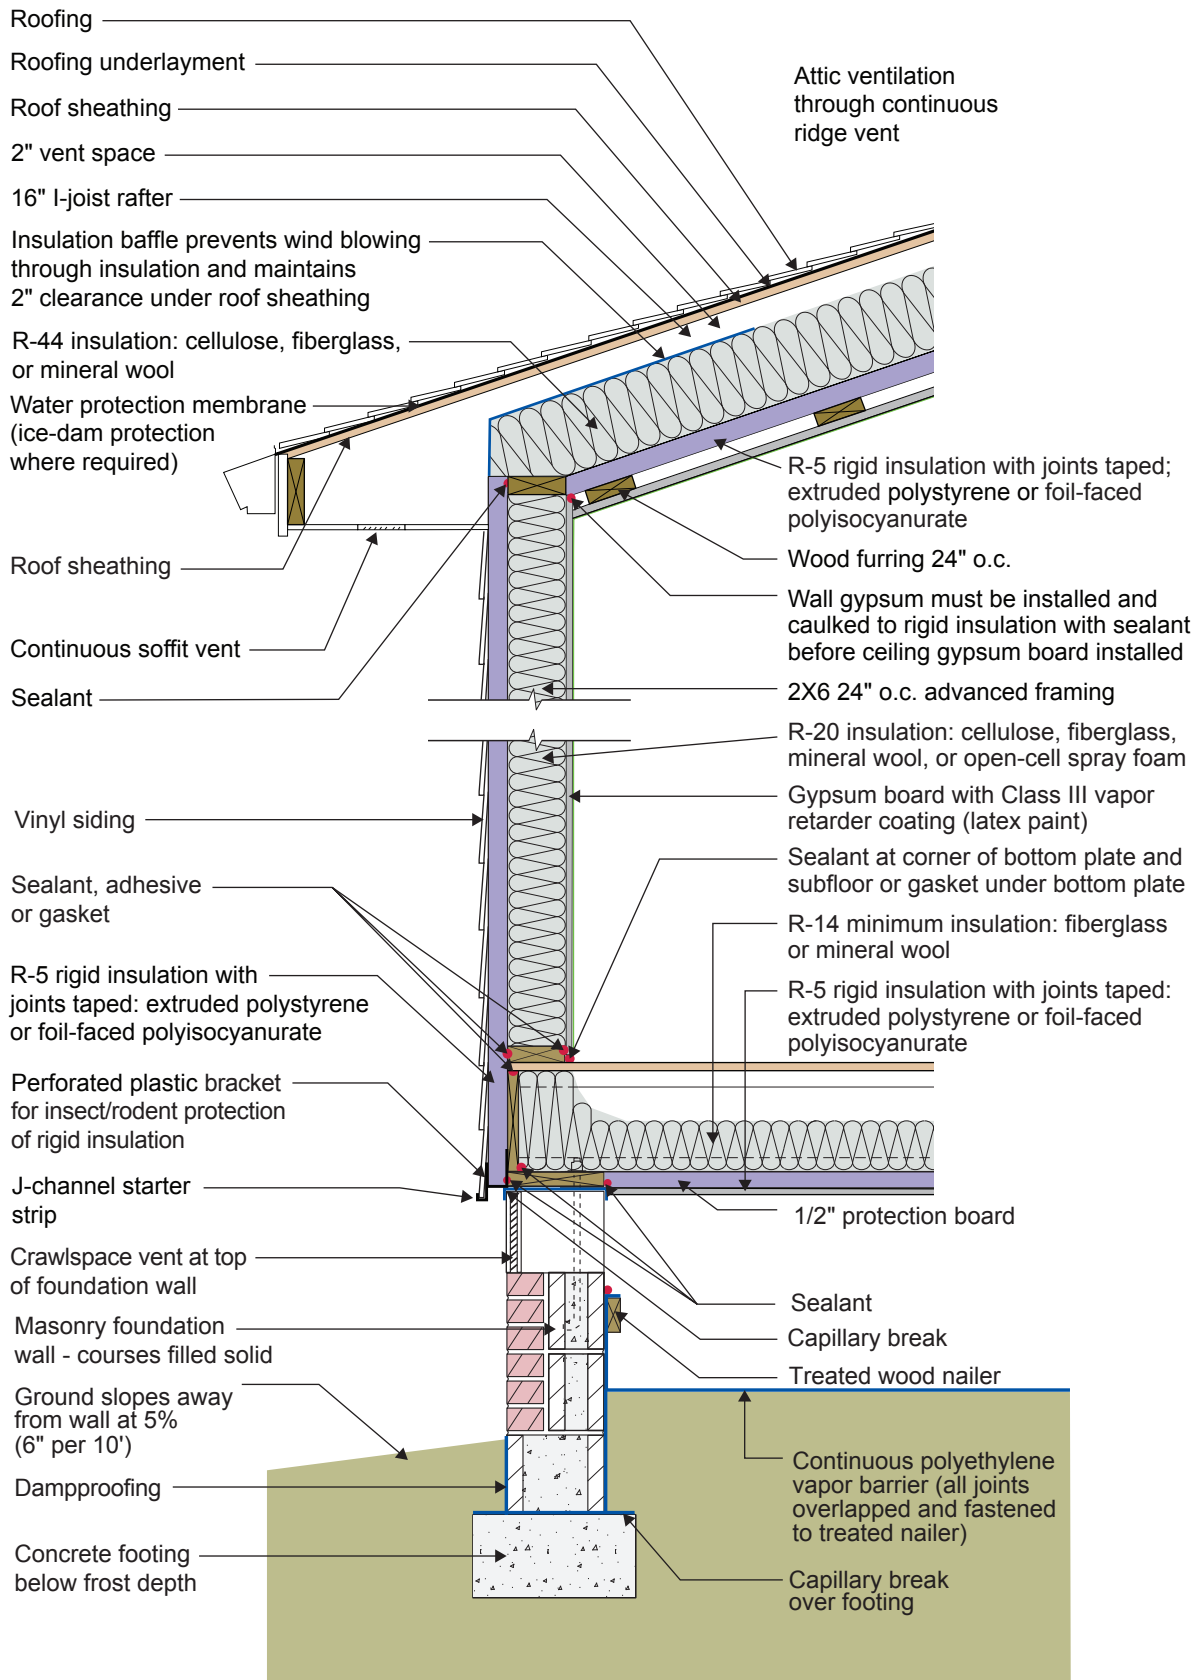 Roofing
Roofing underlayment
Roof sheathing
2" vent space
16" I-joist rafter
Insulation baffle prevents wind blowing
through insulation and maintains
2" clearance under roof sheathing
R-44 insulation: cellulose, fiberglass,
or mineral wool
Water protection membrane
(ice-dam protection
where required)
Roof sheathing
Continuous soffit vent
Sealant
Vinyl siding
Sealant, adhesive
or gasket
R-5 rigid insulation with
joints taped: extruded polystyrene
or foil-faced polyisocyanurate
Perforated plastic bracket
for insect/rodent protection
of rigid insulation
J-channel starter
strip
Crawlspace vent at top
of foundation wall
Masonry foundation
wall - courses filled solid
Ground slopes away
from wall at 5%
(6" per 10')
Dampproofing
Concrete footing
below frost depth
Attic ventilation
through continuous
ridge vent
R-5 rigid insulation with joints taped;
extruded polystyrene or foil-faced
polyisocyanurate
Wood furring 24" o.c.
Wall gypsum must be installed and
caulked to rigid insulation with sealant
before ceiling gypsum board installed
2X6 24" o.c. advanced framing
R-20 insulation: cellulose, fiberglass,
mineral wool, or open-cell spray foam
Gypsum board with Class III vapor
retarder coating (latex paint)
Sealant at corner of bottom plate and
subfloor or gasket under bottom plate
R-14 minimum insulation: fiberglass
or mineral wool
R-5 rigid insulation with joints taped:
extruded polystyrene or foil-faced
polyisocyanurate
1/2" protection board
Sealant
Capillary break
Treated wood nailer
Continuous polyethylene
vapor barrier (all joints
overlapped and fastened
to treated nailer)
Capillary break
over footing